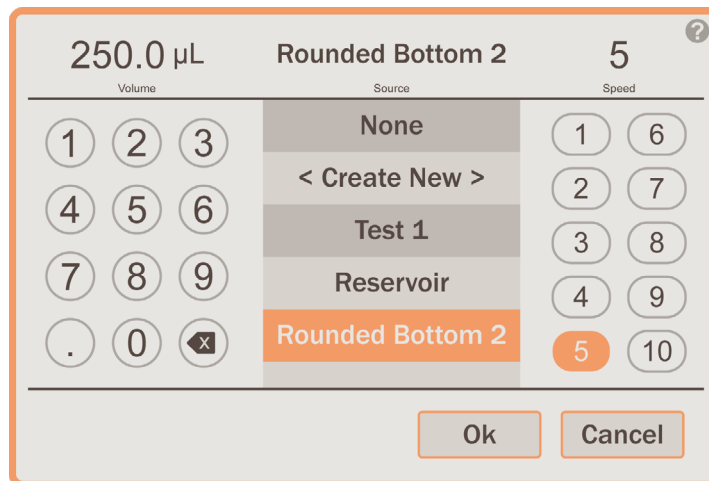 250.0 µL Rounded Bottom 2 5
Volume Source Speed
?
1 2 3
4 5 6
7 8 9
. 0 X
None
< Create New >
Test 1
Reservoir
Rounded Bottom 2
1 6
2 7
3 8
4 9
5 10
Ok Cancel